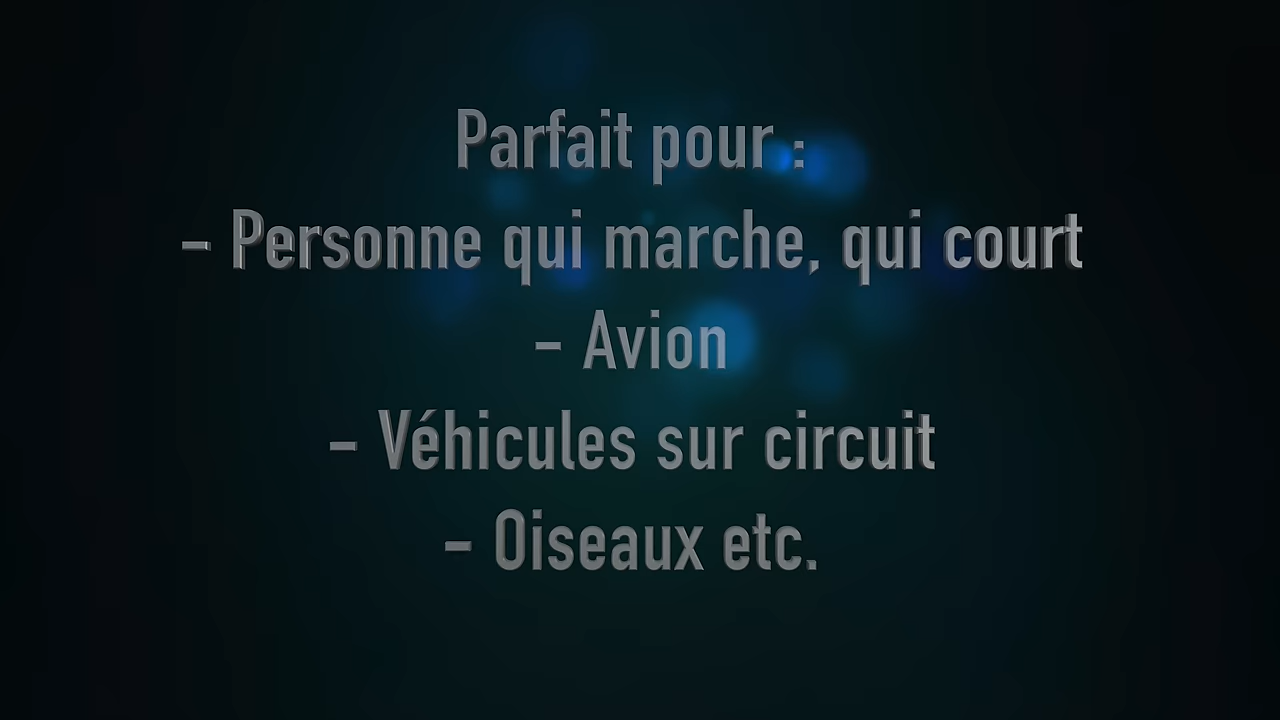 Parfait pour :
- Personne qui marche, qui court
- Avion
- Véhicules sur circuit
- Oiseaux etc.